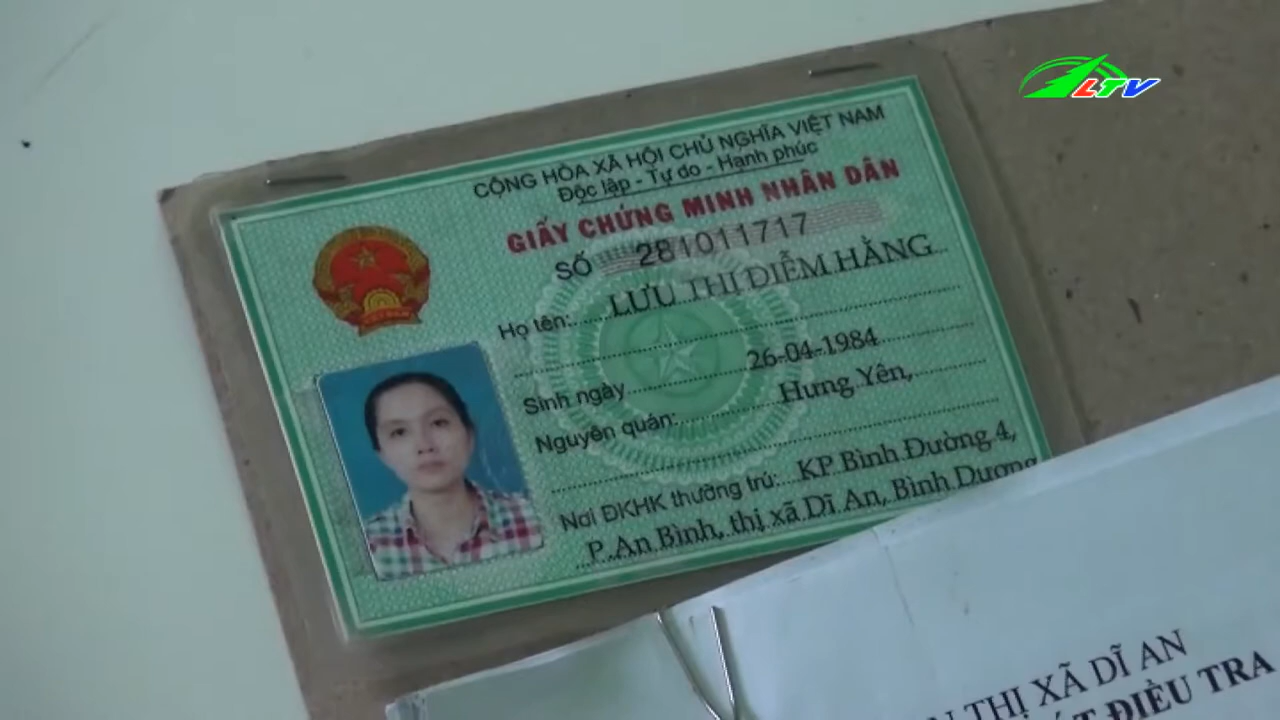 LTV
CỘNG HÒA XÃ HỘI CHỦ NGHĨA VIỆT NAM
Độc lập - Tự do - Hạnh phúc
GIẤY CHỨNG MINH NHÂN DÂN
SỐ 281011717
Họ tên: LƯU THỊ DIỄM HẰNG
Sinh ngày 26-04-1984
Nguyên quán: Hưng Yên,
Nơi ĐKHK thường trú: KP Bình Đường 4,
P An Bình, thị xã Dĩ An, Bình Dương
THỊ XÃ DĨ AN
ĐIỀU TRA